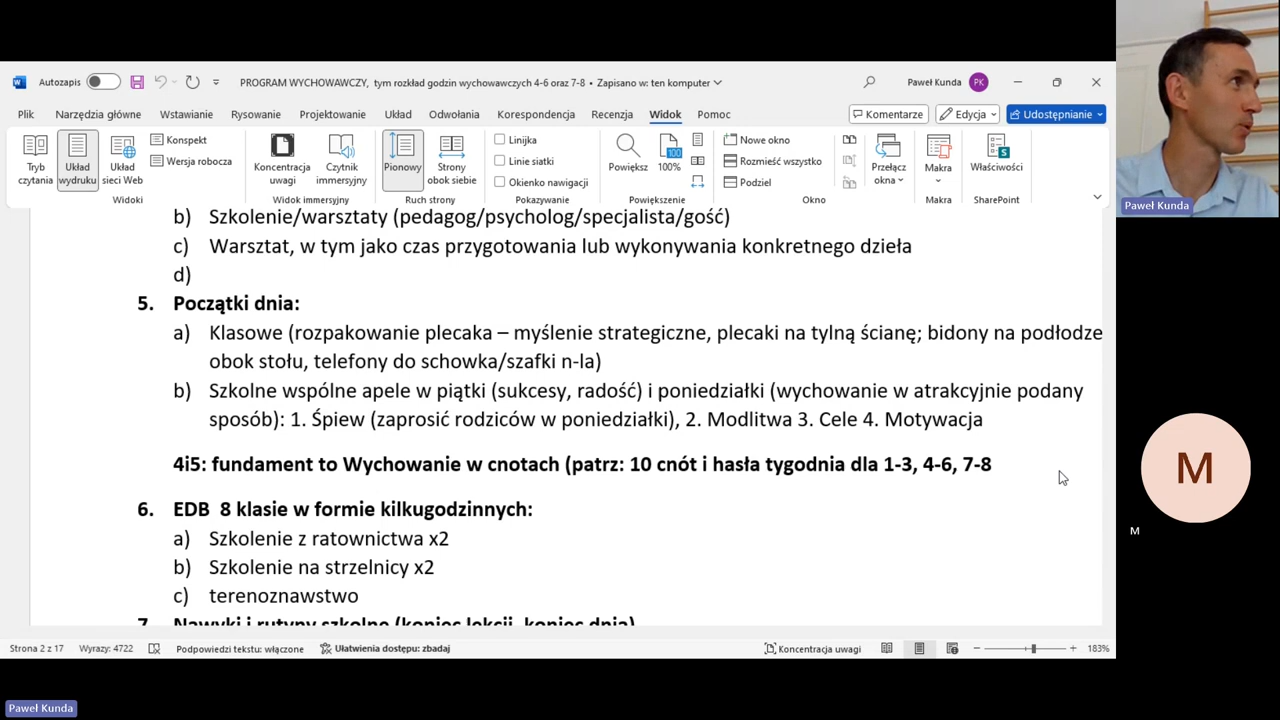 Autozapis
PROGRAM WYCHOWAWCZY, tym rozkład godzin wychowawczych 4-6 oraz 7-8 • Zapisano w: ten komputer
Paweł Kunda PK
Plik Narzędzia główne Wstawianie Rysowanie Projektowanie Układ Odwołania Korespondencja Recenzja Widok Pomoc
Komentarze Edycja Udostępnianie
Tryb czytania
Układ wydruku
Układ sieci Web
Konspekt
Wersja robocza
Widoki
Koncentracja uwagi
Czytnik immersyjny
Widok immersyjny
Pionowy
Strony obok siebie
Ruch strony
Linijka
Linie siatki
Okienko nawigacji
Pokazywanie
Powiększ
100
100%
Powiększenie
Nowe okno
Rozmieść wszystko
Podziel
Przełącz okna
Okno
Makra
Makra
Właściwości
SharePoint
b) Szkolenie/warsztaty (pedagog/psycholog/specjalista/gość)
c) Warsztat, w tym jako czas przygotowania lub wykonywania konkretnego dzieła
d)
5. Początki dnia:
a) Klasowe (rozpakowanie plecaka – myślenie strategiczne, plecaki na tylną ścianę; bidony na podłodze
obok stołu, telefony do schowka/szafki n-la)
b) Szkolne wspólne apele w piątki (sukcesy, radość) i poniedziałki (wychowanie w atrakcyjnie podany
sposób): 1. Śpiew (zaprosić rodziców w poniedziałki), 2. Modlitwa 3. Cele 4. Motywacja
4i5: fundament to Wychowanie w cnotach (patrz: 10 cnót i hasła tygodnia dla 1-3, 4-6, 7-8
6. EDB 8 klasie w formie kilkugodzinnych:
a) Szkolenie z ratownictwa x2
b) Szkolenie na strzelnicy x2
c) terenoznawstwo
7. Nawyki i rutyny szkolne (koniec lekcji, koniec dnia)
Strona 2 z 17 Wyrazy: 4722 Podpowiedzi tekstu: włączone Ułatwienia dostępu: zbadaj
Koncentracja uwagi 183%
Paweł Kunda
M
M
Paweł Kunda